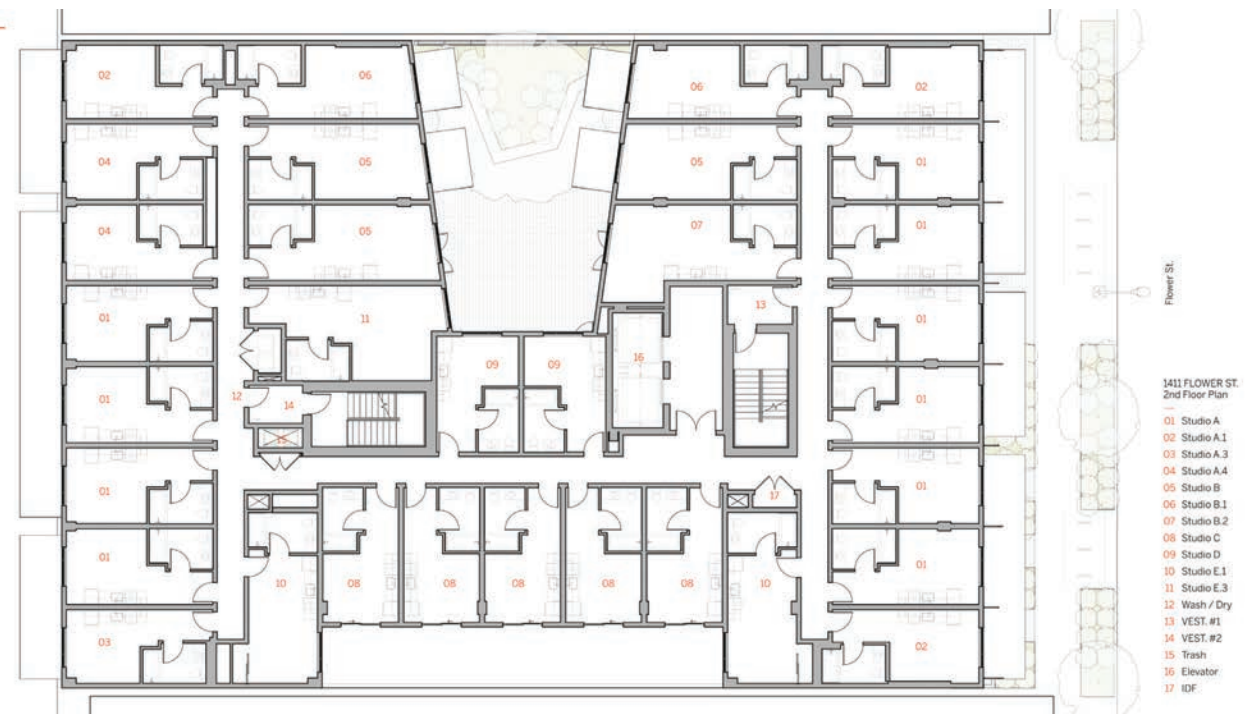 02
06
06
02
04
05
05
01
04
05
07
01
01
11
13
01
09
09
16
01
12
14
01
15
01
01
17
01
10
08
08
08
08
08
10
01
03
02
Flower St.
1411 FLOWER ST.
2nd Floor Plan
01 Studio A
02 Studio A.1
03 Studio A.3
04 Studio A.4
05 Studio B
06 Studio B.1
07 Studio B.2
08 Studio C
09 Studio D
10 Studio E.1
11 Studio E.3
12 Wash / Dry
13 VEST. #1
14 VEST. #2
15 Trash
16 Elevator
17 IDF